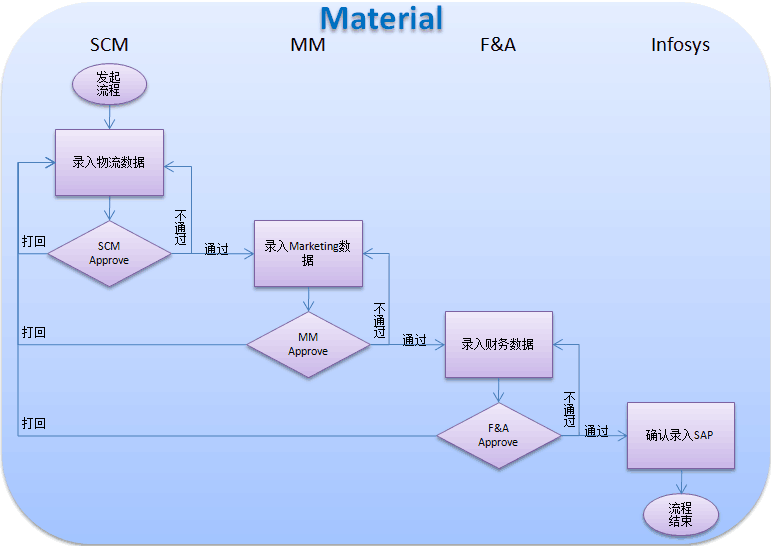 Material
SCM
MM
F&A
Infosys
发起
流程
录入物流数据
不通过
打回
SCM
Approve
通过
录入Marketing数
据
不通过
打回
MM
Approve
通过
录入财务数据
不通过
打回
F&A
Approve
通过
确认录入SAP
流程
结束